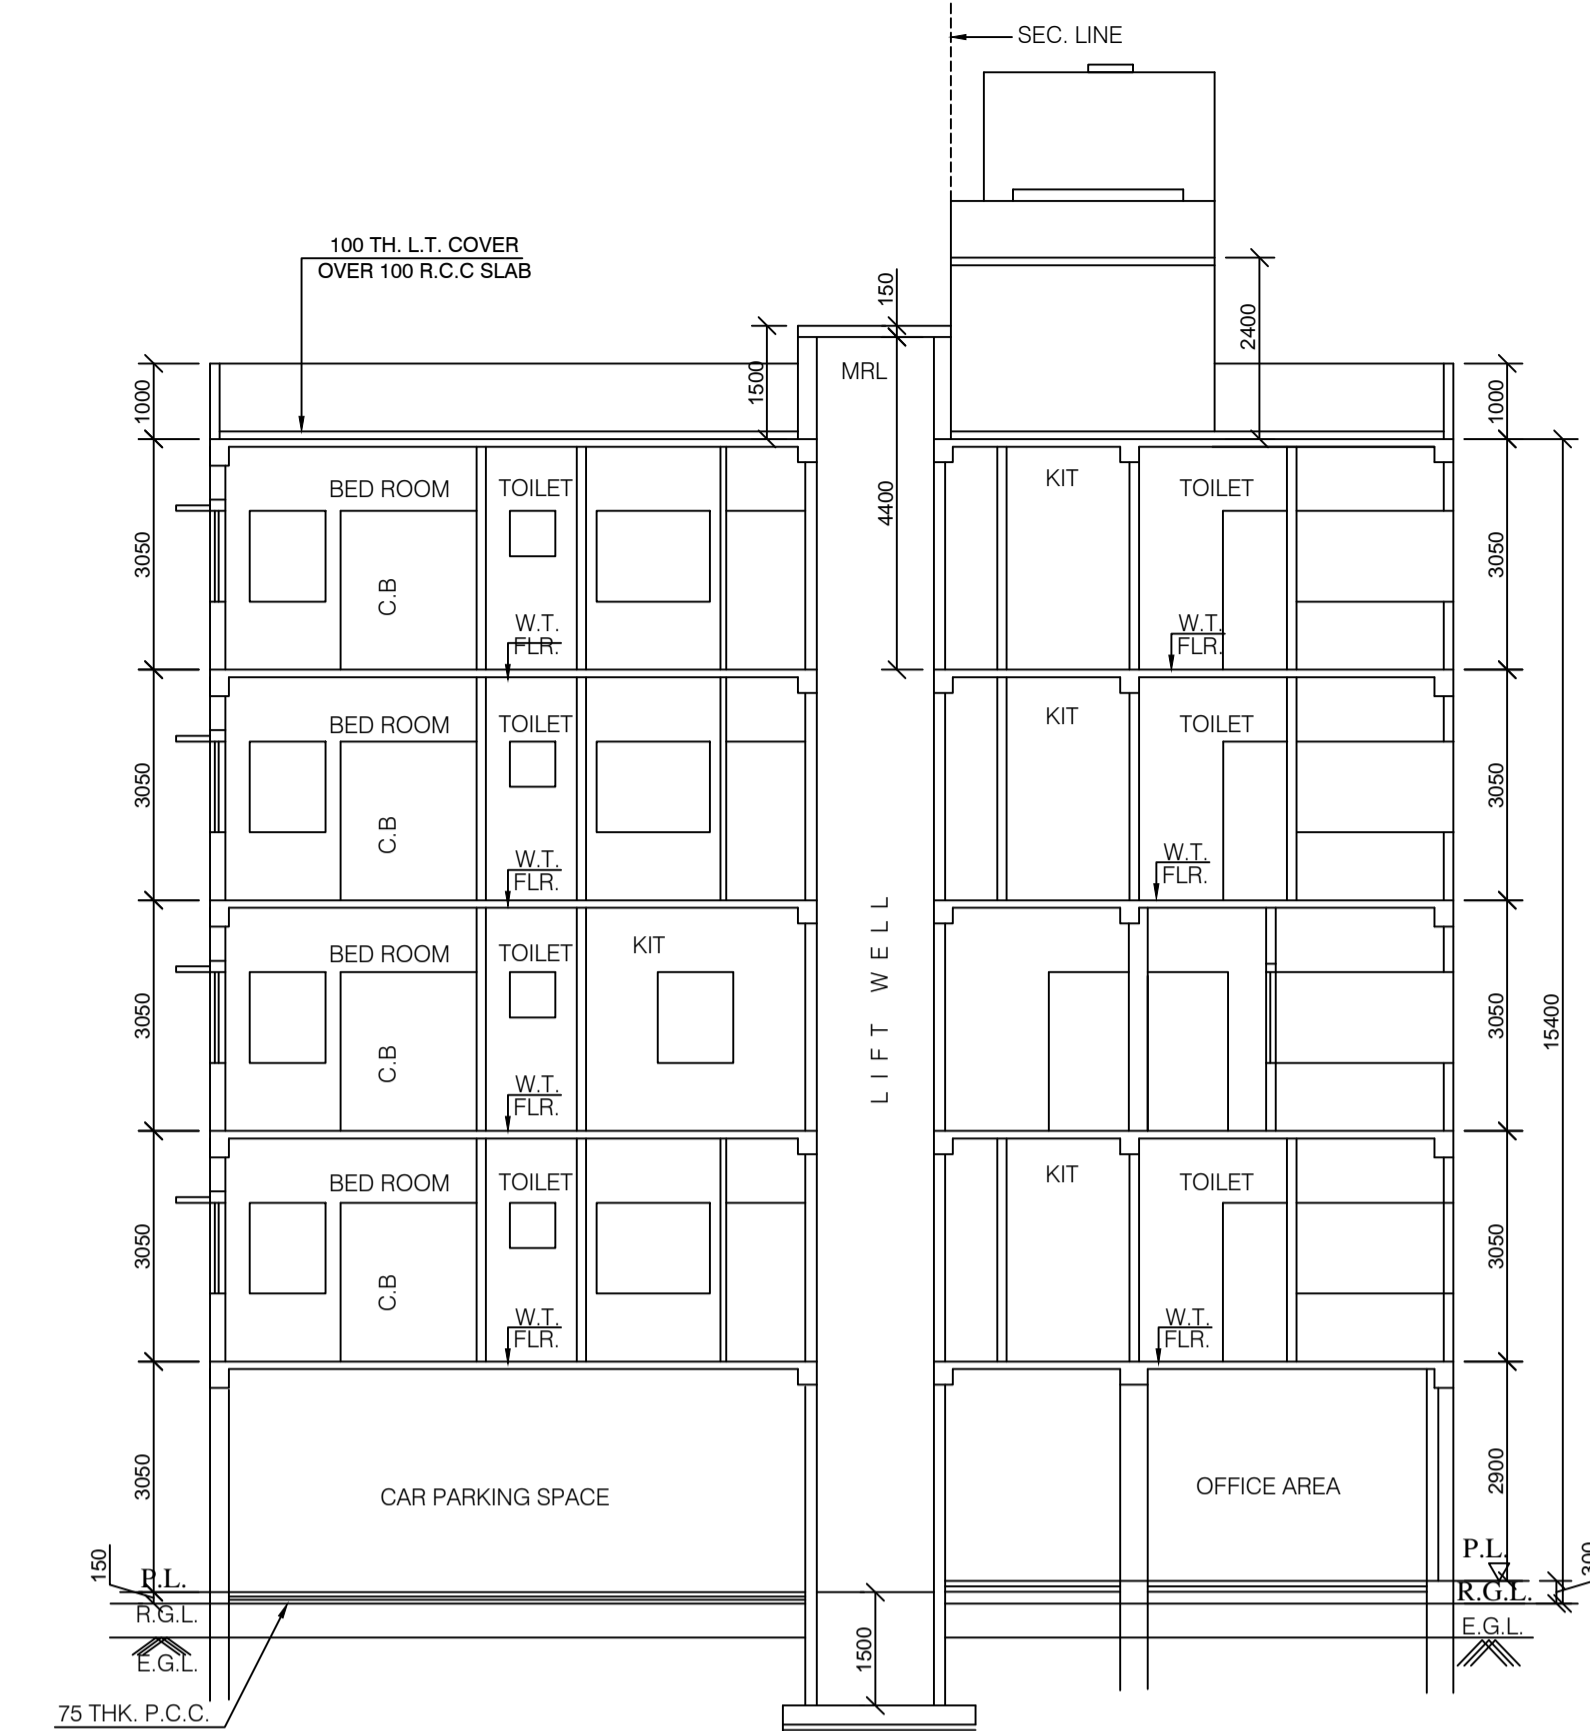 SEC. LINE
100 TH. L.T. COVER
OVER 100 R.C.C SLAB
150
2400
1500
MRL
1000
1000
4400
BED ROOM
TOILET
KIT
TOILET
3050
C.B
3050
W.T.
FLR.
W.T.
FLR.
BED ROOM
TOILET
KIT
TOILET
3050
C.B
3050
W.T.
FLR.
W.T.
FLR.
LIFT WELL
BED ROOM
TOILET
KIT
3050
C.B
3050
15400
W.T.
FLR.
BED ROOM
TOILET
KIT
TOILET
3050
C.B
3050
W.T.
FLR.
W.T.
FLR.
3050
CAR PARKING SPACE
OFFICE AREA
2900
150
P.L.
R.G.L.
E.G.L.
P.L.
R.G.L.
E.G.L.
300
1500
75 THK. P.C.C.